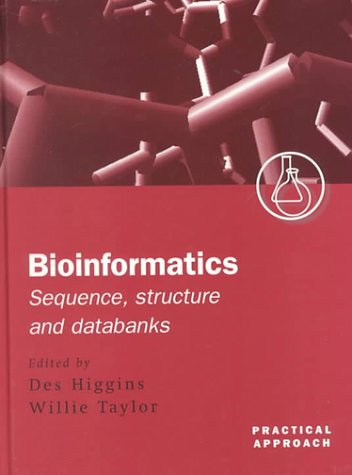 Bioinformatics
Sequence, structure
and databanks
Edited by
Des Higgins
Willie Taylor
PRACTICAL
APPROACH